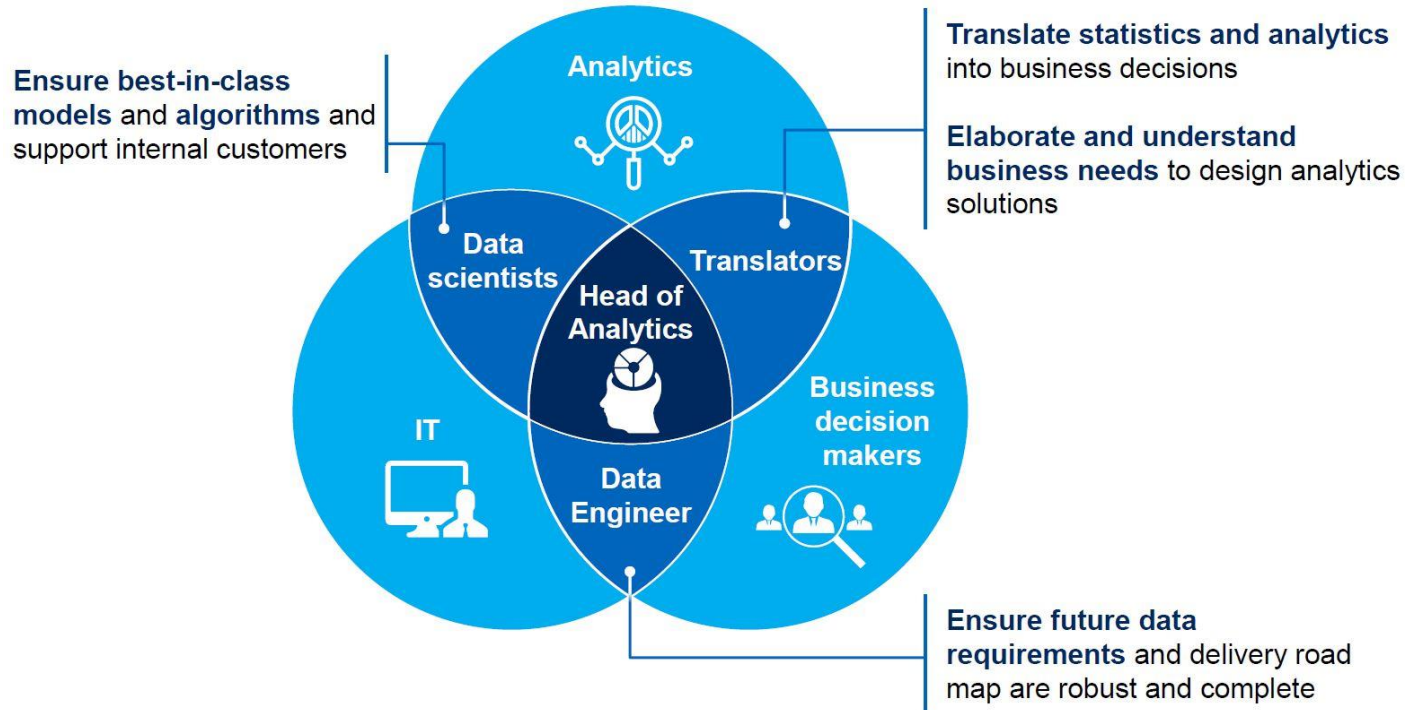 Ensure best-in-class
models and algorithms and
support internal customers
Analytics
Translate statistics and analytics
into business decisions
Elaborate and understand
business needs to design analytics
solutions
Data
scientists
Translators
Head of
Analytics
IT
Business
decision
makers
Data
Engineer
Ensure future data
requirements and delivery road
map are robust and complete